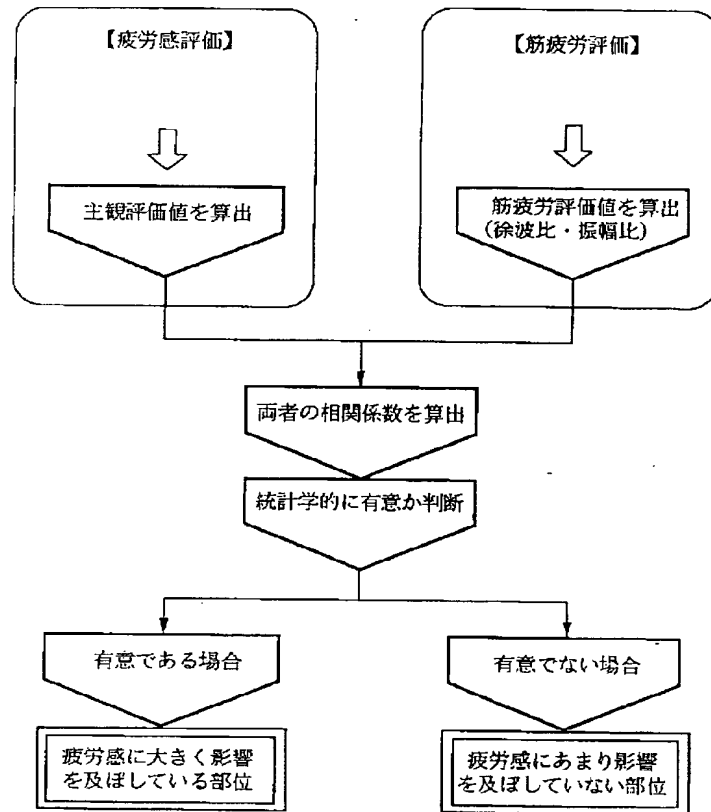 【疲労感評価】
【筋疲労評価】
主観評価値を算出
筋疲労評価値を算出
(徐波比・振幅比)
両者の相関係数を算出
統計学的に有意か判断
有意である場合
有意でない場合
疲労感に大きく影響
を及ぼしている部位
疲労感にあまり影響
を及ぼしていない部位